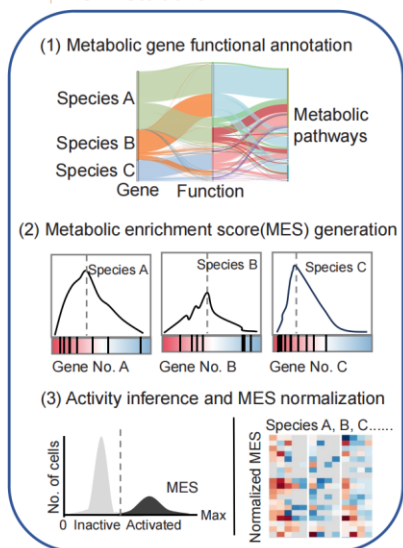 (1) Metabolic gene functional annotation
Species A
Species B
Species C
Metabolic
pathways
Gene Function
(2) Metabolic enrichment score(MES) generation
Species A
Species B
Species C
Gene No. A
Gene No. B
Gene No. C
(3) Activity inference and MES normalization
No. of cells
MES
0 Inactive Activated Max
Species A, B, C......
Normalized MES